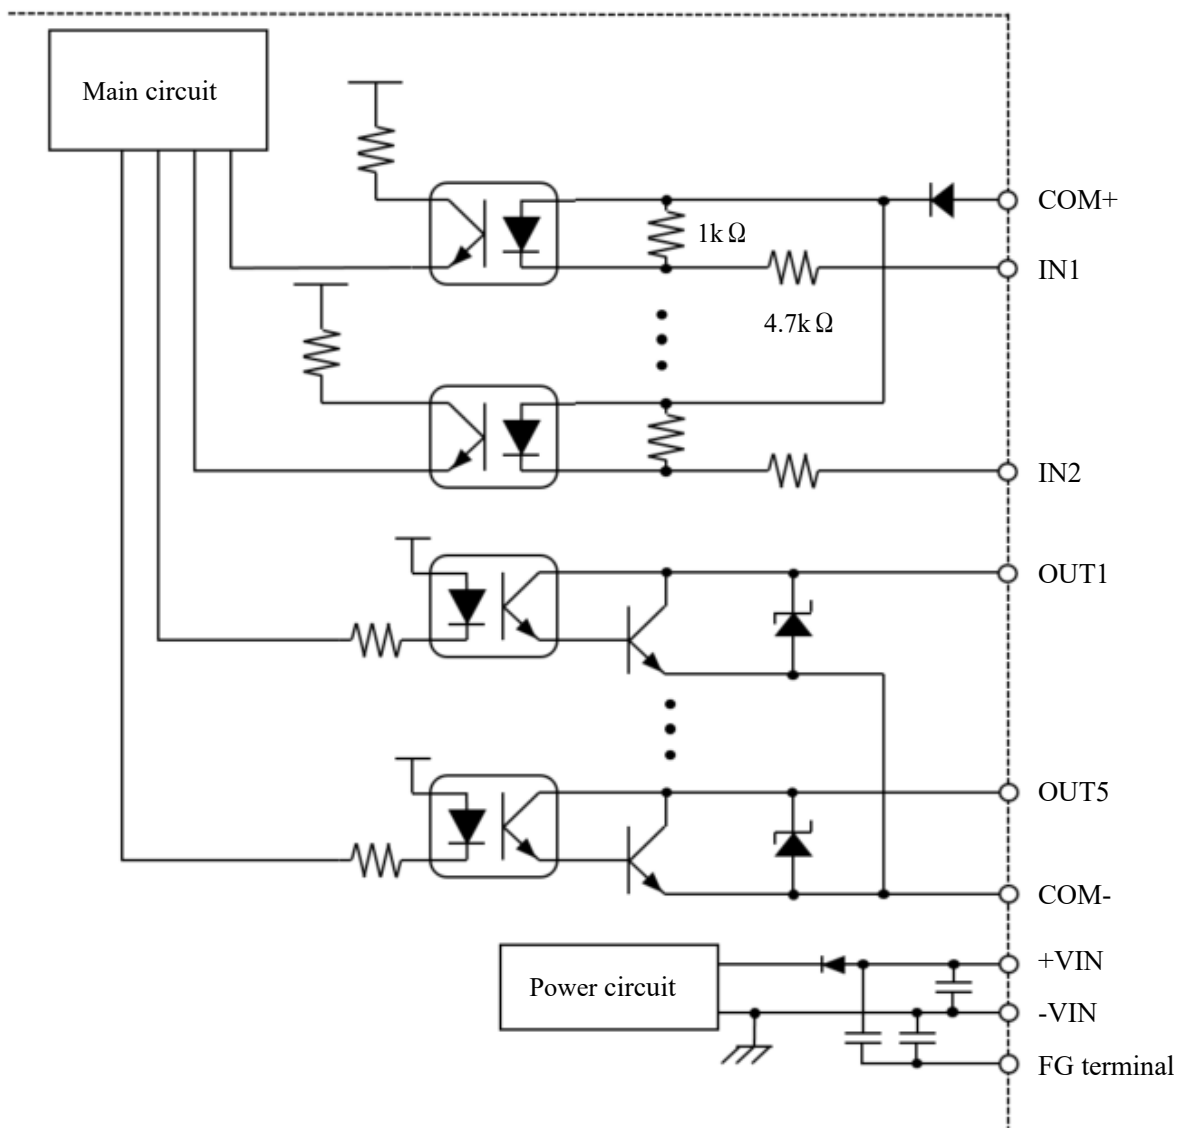 Main circuit
COM+
1kΩ
IN1
4.7kΩ
IN2
OUT1
OUT5
COM-
+VIN
Power circuit
-VIN
FG terminal